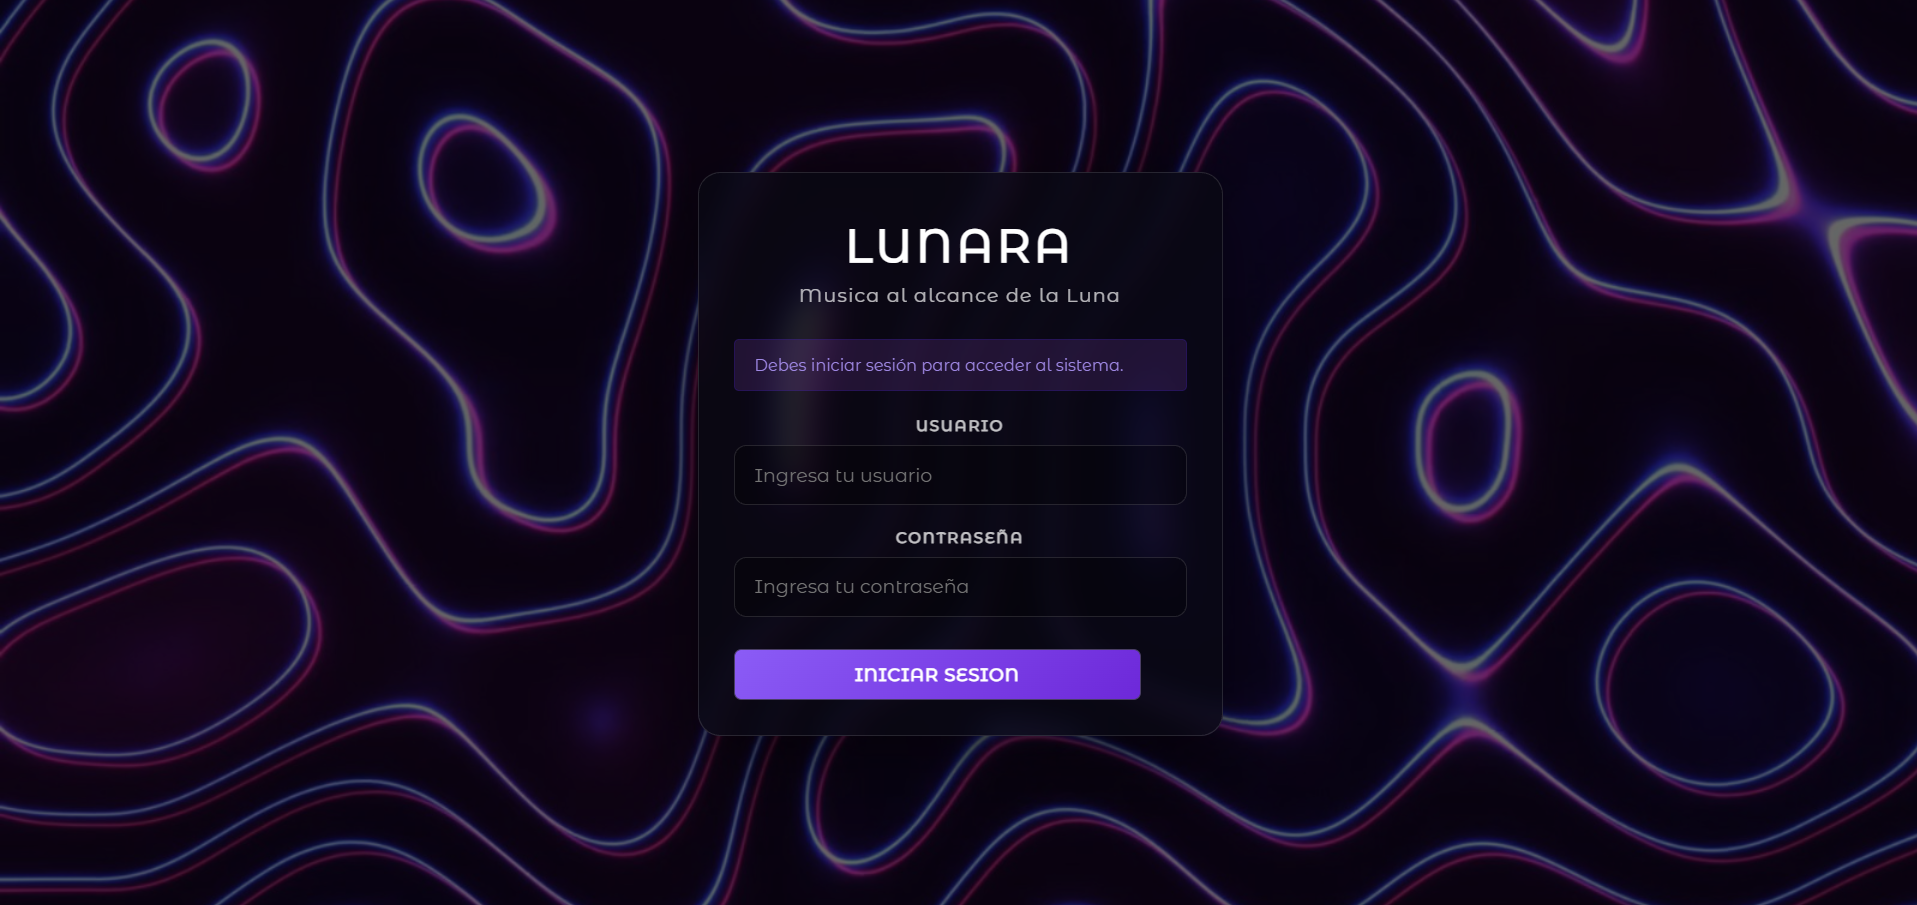 LUNARA
Musica al alcance de la Luna
Debes iniciar sesión para acceder al sistema.
USUARIO
Ingresa tu usuario
CONTRASEÑA
Ingresa tu contraseña
INICIAR SESION